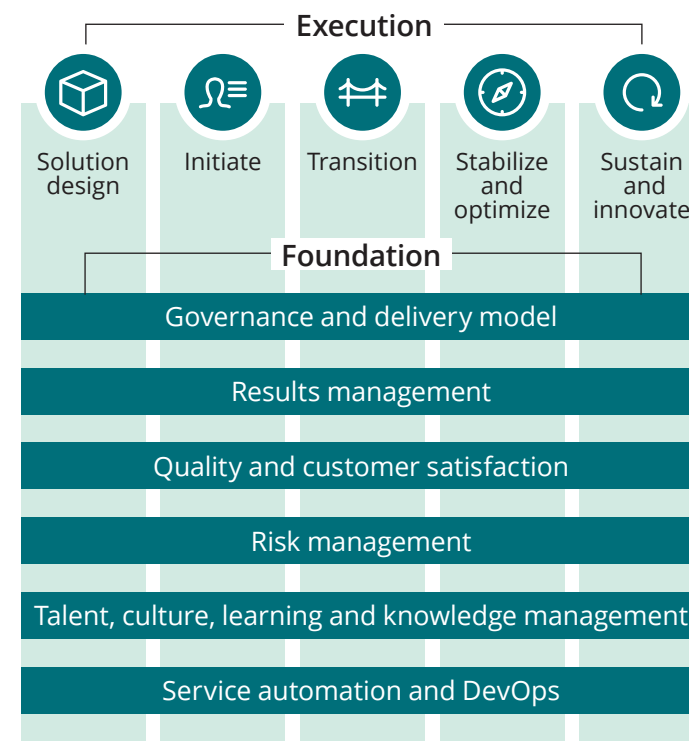 Execution
Solution
design
Initiate
Transition
Stabilize
and
optimize
Sustain
and
innovate
Foundation
Governance and delivery model
Results management
Quality and customer satisfaction
Risk management
Talent, culture, learning and knowledge management
Service automation and DevOps